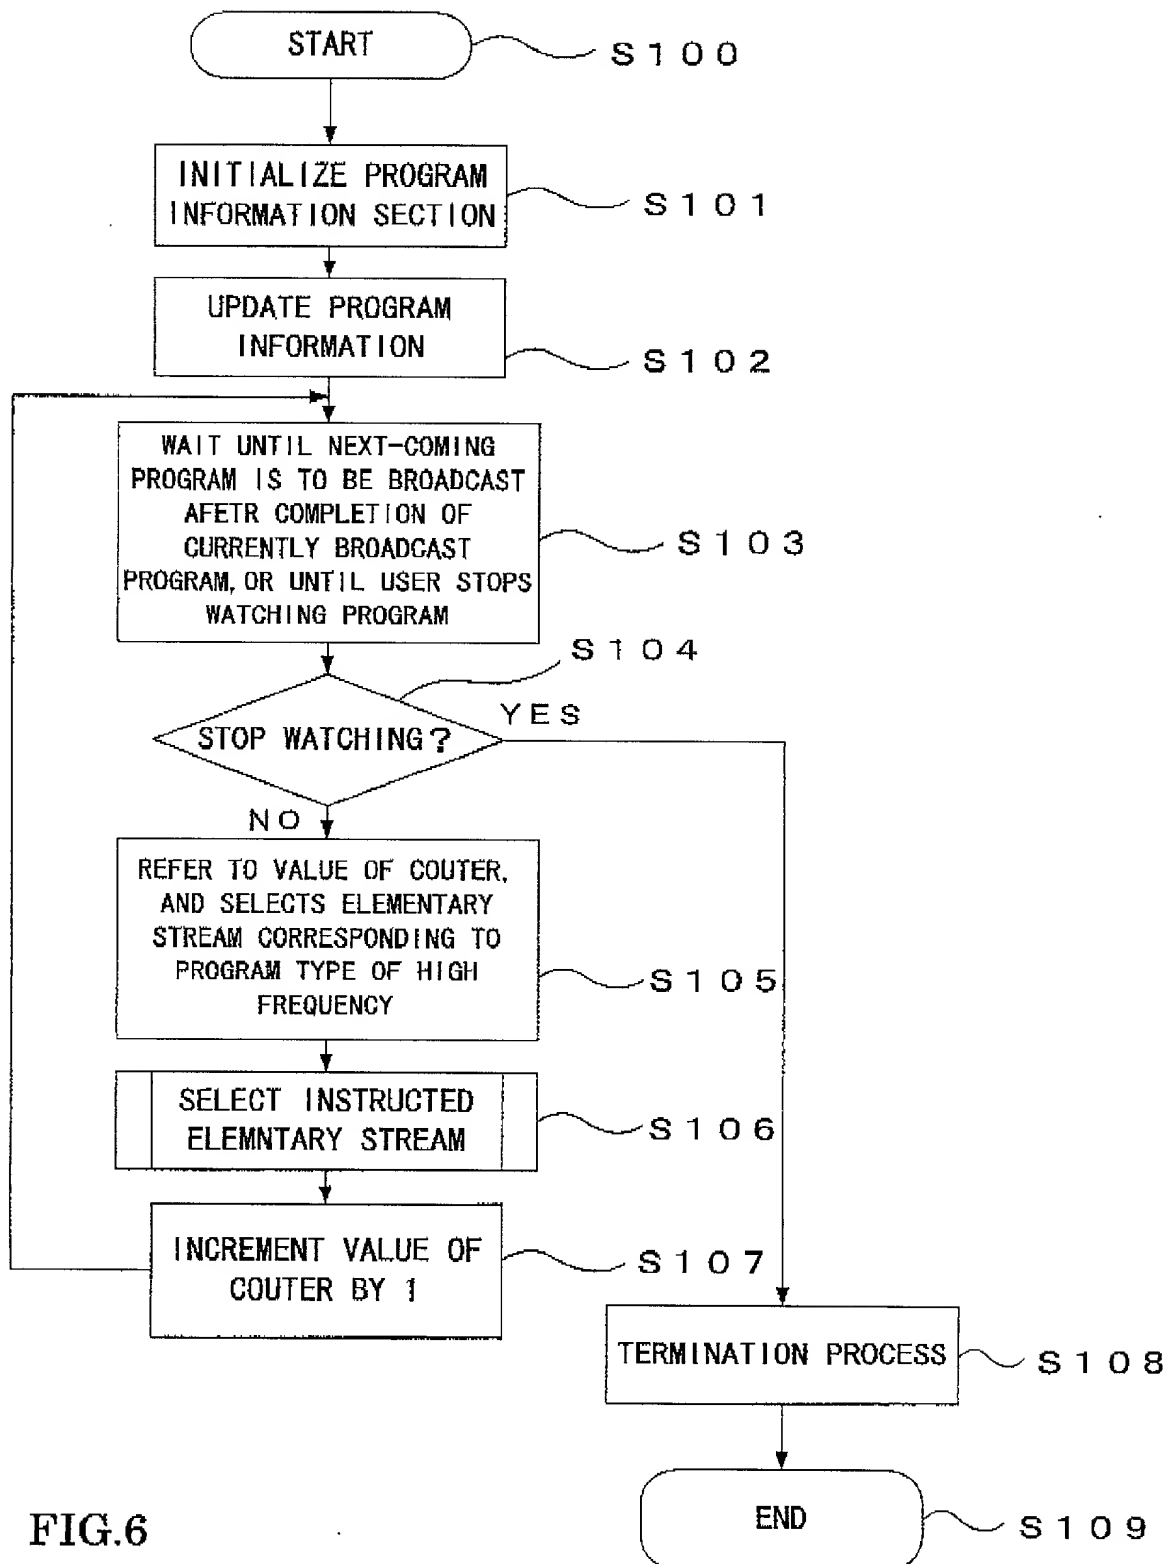 START
S100
INITIALIZE PROGRAM
INFORMATION SECTION
S101
UPDATE PROGRAM
INFORMATION
S102
WAIT UNTIL NEXT-COMING
PROGRAM IS TO BE BROADCAST
AFETR COMPLETION OF
CURRENTLY BROADCAST
PROGRAM, OR UNTIL USER STOPS
WATCHING PROGRAM
S103
S104
STOP WATCHING?
YES
NO
REFER TO VALUE OF COUTER,
AND SELECTS ELEMENTARY
STREAM CORRESPONDING TO
PROGRAM TYPE OF HIGH
FREQUENCY
S105
SELECT INSTRUCTED
ELEMNTARY STREAM
S106
INCREMENT VALUE OF
COUTER BY 1
S107
TERMINATION PROCESS
S108
END
S109
FIG.6